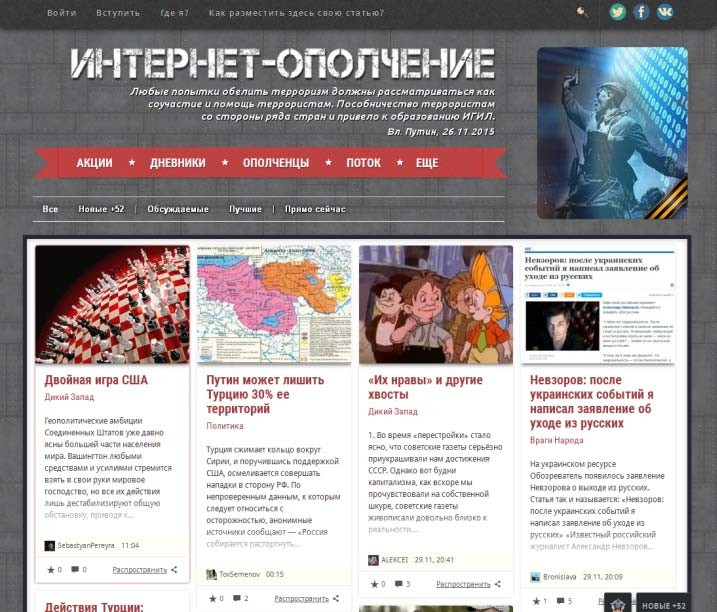 Войти Вступить Где я? Как разместить здесь свою статью?
ИНТЕРНЕТ-ОПОЛЧЕНИЕ
Любые попытки обелить терроризм должны рассматриваться как
соучастие и помощь террористам. Пособничество террористам
со стороны ряда стран и привело к образованию ИГИЛ.
Вл. Путин, 26.11.2015
АКЦИИ ★ ДНЕВНИКИ ★ ОПОЛЧЕНЦЫ ★ ПОТОК ★ ЕЩЕ
Все Новые +52 | Обсуждаемые Лучшие | Прямо сейчас
Двойная игра США
Дикий Запад
Геополитические амбиции
Соединенных Штатов уже давно
ясны большей части населения
мира. Вашингтон любыми
средствами и усилиями стремится
взять в свои руки мировое
господство, но все их действия
лишь дестабилизируют общую
обстановку, приводя к...
SebastyanPereyra 11:04
0 0 Распространить
Действия Турции:
Путин может лишить
Турцию 30% ее
территорий
Политика
Турция сжимает кольцо вокруг
Сирии, и поручившись поддержкой
США, осмеливается совершать
нападки в сторону РФ. По
непроверенным данным, к которым
следует относиться с
осторожностью, анонимные
источники сообщают — «Россия
собирается расторгнуть...
TovSemenov 00:15
0 2 Распространить
«Их нравы» и другие
хвосты
Дикий Запад
1. Во время «перестройки» стало
ясно, что советские газеты серьёзно
приукрашивали нам достижения
СССР. Однако вот будни
капитализма, как вскоре мы
прочувствовали на собственной
шкуре, советские газеты
живописали довольно близко к
реальности....
ALEKCEI 29.11, 20:41
0 3 Распространить
Невзоров: после украинских
событий я написал заявление об
уходе из русских
Невзоров: после
украинских событий я
написал заявление об
уходе из русских
Враги Народа
На украинском ресурсе
Обозреватель появилось заявление
Невзорова о выходе из русских.
Статья так и называется: «Невзоров:
после украинских событий я
написал заявление об уходе из
русских» «Известный российский
журналист Александр Невзоров...
Bronislava 29.11, 20:09
1 5
НОВЫЕ +52